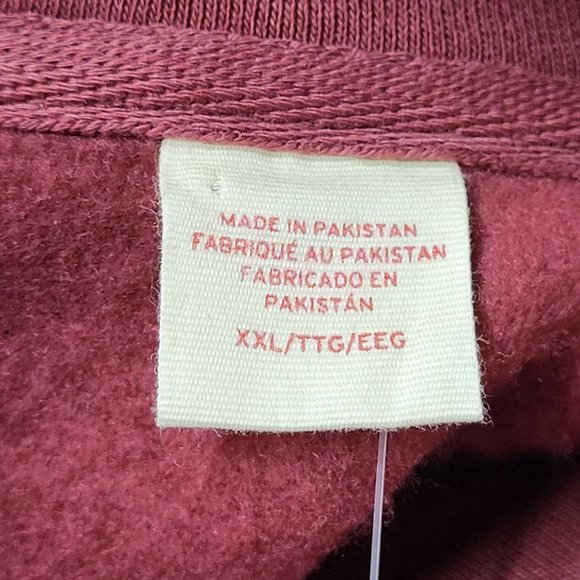 MADE IN PAKISTAN
FABRIQUÉ AU PAKISTAN
FABRICADO EN
PAKISTÁN
XXL/TTG/EEG